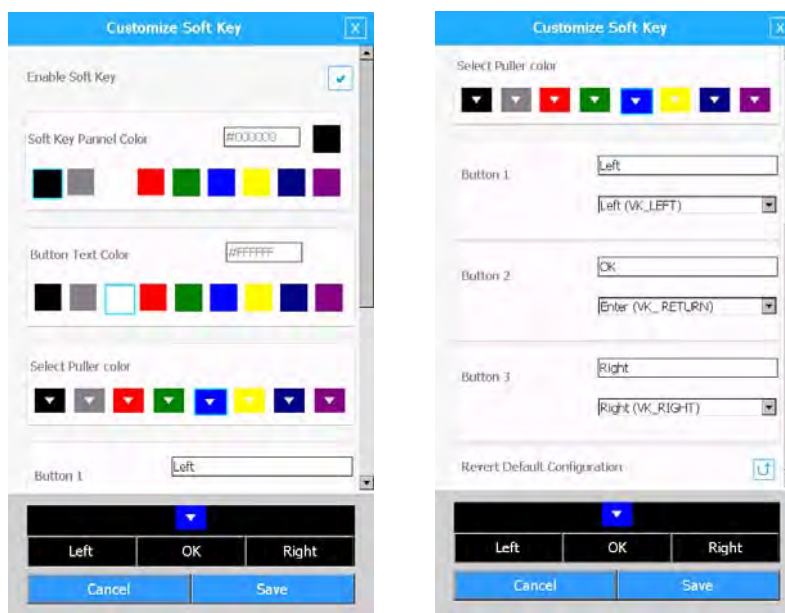 Customize Soft Key X
Enable Soft Key
Soft Key Pannel Color #000000
Button Text Color #FFFFFF
Select Puller color
Button 1 Left
Left OK Right
Cancel Save
Customize Soft Key X
Select Puller color
Button 1 Left
Left (VK_LEFT)
Button 2 OK
Enter (VK_ RETURN)
Button 3 Right
Right (VK_RIGHT)
Revert Default Configuration
Left OK Right
Cancel Save